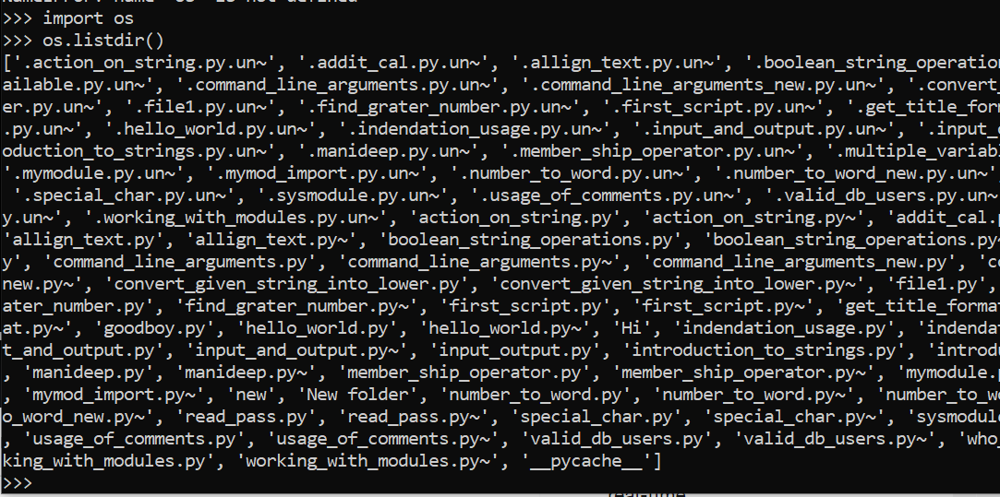 >>> import os
>>> os.listdir()
['.action_on_string.py.un~', '.addit_cal.py.un~', '.allign_text.py.un~', '.boolean_string_operation
ailable.py.un~', '.command_line_arguments.py.un~', '.command_line_arguments_new.py.un~', '.convert_
er.py.un~', '.file1.py.un~', '.find_grater_number.py.un~', '.first_script.py.un~', '.get_title_for
.py.un~', '.hello_world.py.un~', '.indendation_usage.py.un~', '.input_and_output.py.un~', '.input_
oduction_to_strings.py.un~', '.manideep.py.un~', '.member_ship_operator.py.un~', '.multiple_variabl
'.mymodule.py.un~', '.mymod_import.py.un~', '.number_to_word.py.un~', '.number_to_word_new.py.un~'
'.special_char.py.un~', '.sysmodule.py.un~', '.usage_of_comments.py.un~', '.valid_db_users.py.un~
y.un~', '.working_with_modules.py.un~', 'action_on_string.py', 'action_on_string.py~', 'addit_cal.p
'allign_text.py', 'allign_text.py~', 'boolean_string_operations.py', 'boolean_string_operations.py~
y', 'command_line_arguments.py', 'command_line_arguments.py~', 'command_line_arguments_new.py', 'co
new.py~', 'convert_given_string_into_lower.py', 'convert_given_string_into_lower.py~', 'file1.py',
ater_number.py', 'find_grater_number.py~', 'first_script.py', 'first_script.py~', 'get_title_forma
at.py~', 'goodboy.py', 'hello_world.py', 'hello_world.py~', 'Hi', 'indendation_usage.py', 'indenda
t_and_output.py', 'input_and_output.py~', 'input_output.py', 'introduction_to_strings.py', 'introd
, 'manideep.py', 'manideep.py~', 'member_ship_operator.py', 'member_ship_operator.py~', 'mymodule.p
, 'mymod_import.py~', 'new', 'New folder', 'number_to_word.py', 'number_to_word.py~', 'number_to_wo
o_word_new.py~', 'read_pass.py', 'read_pass.py~', 'special_char.py', 'special_char.py~', 'sysmodule
, 'usage_of_comments.py', 'usage_of_comments.py~', 'valid_db_users.py', 'valid_db_users.py~', 'who_
king_with_modules.py', 'working_with_modules.py~', '__pycache__']
>>>